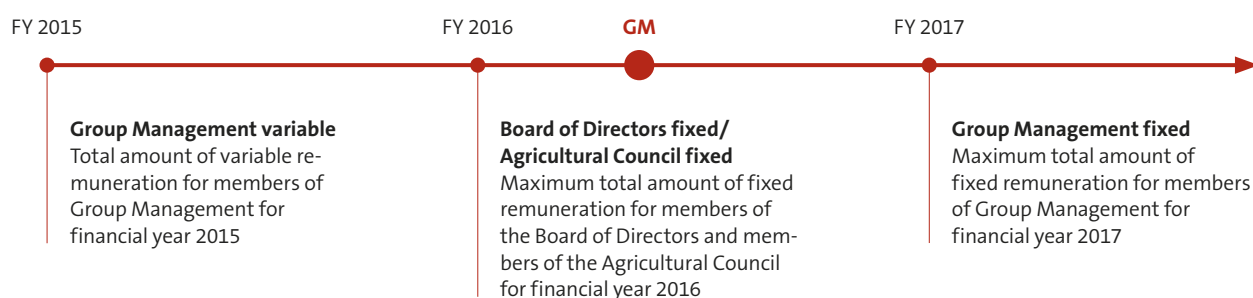 FY 2015
FY 2016
GM
FY 2017
Group Management variable
Total amount of variable re-
muneration for members of
Group Management for
financial year 2015
Board of Directors fixed/
Agricultural Council fixed
Maximum total amount of fixed
remuneration for members of
the Board of Directors and mem-
bers of the Agricultural Council
for financial year 2016
Group Management fixed
Maximum total amount of
fixed remuneration for members
of Group Management for
financial year 2017